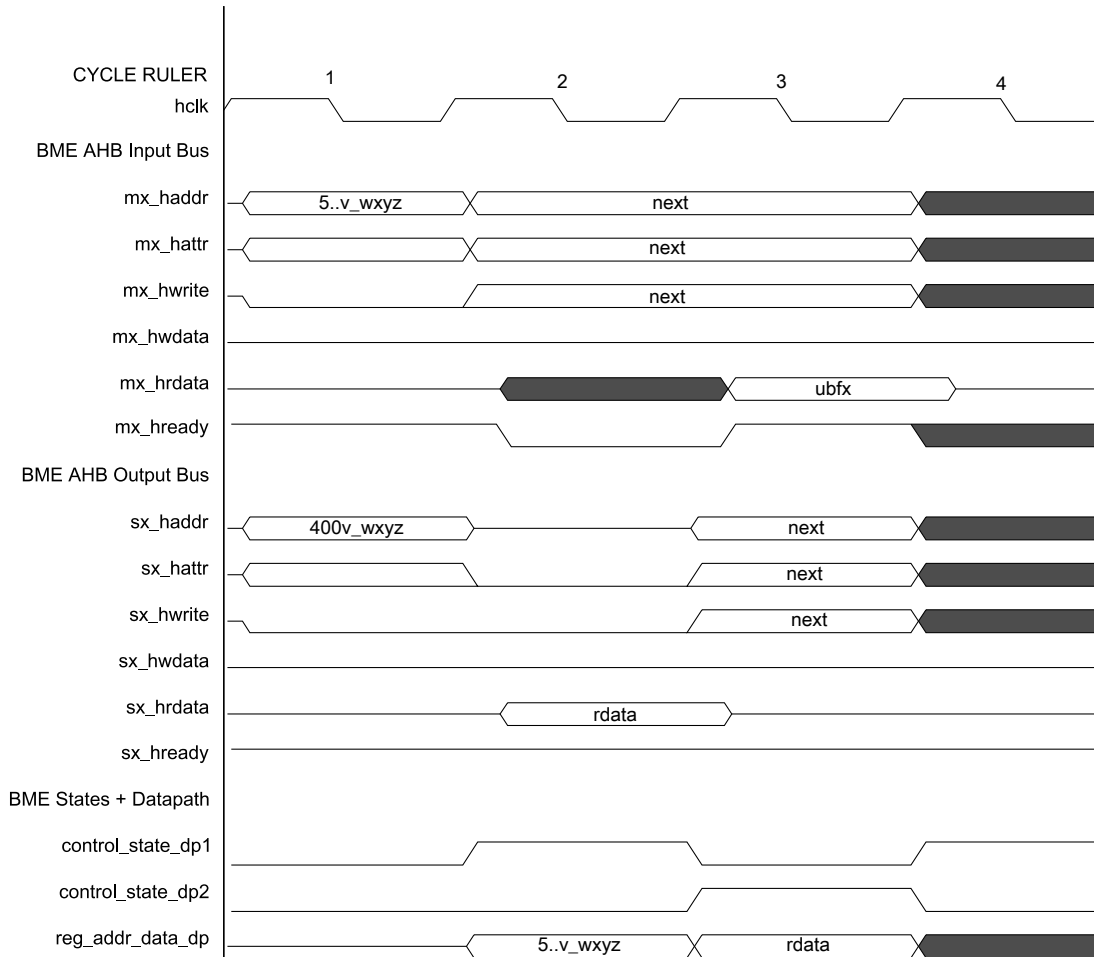 CYCLE RULER 1 2 3 4
hclk
BME AHB Input Bus
mx_haddr 5..v_wxyz next
mx_hattr next
mx_hwrite next
mx_hwdata
mx_hrdata ubfx
mx_hready
BME AHB Output Bus
sx_haddr 400v_wxyz next
sx_hattr next
sx_hwrite next
sx_hwdata
sx_hrdata rdata
sx_hready
BME States + Datapath
control_state_dp1
control_state_dp2
reg_addr_data_dp 5..v_wxyz rdata